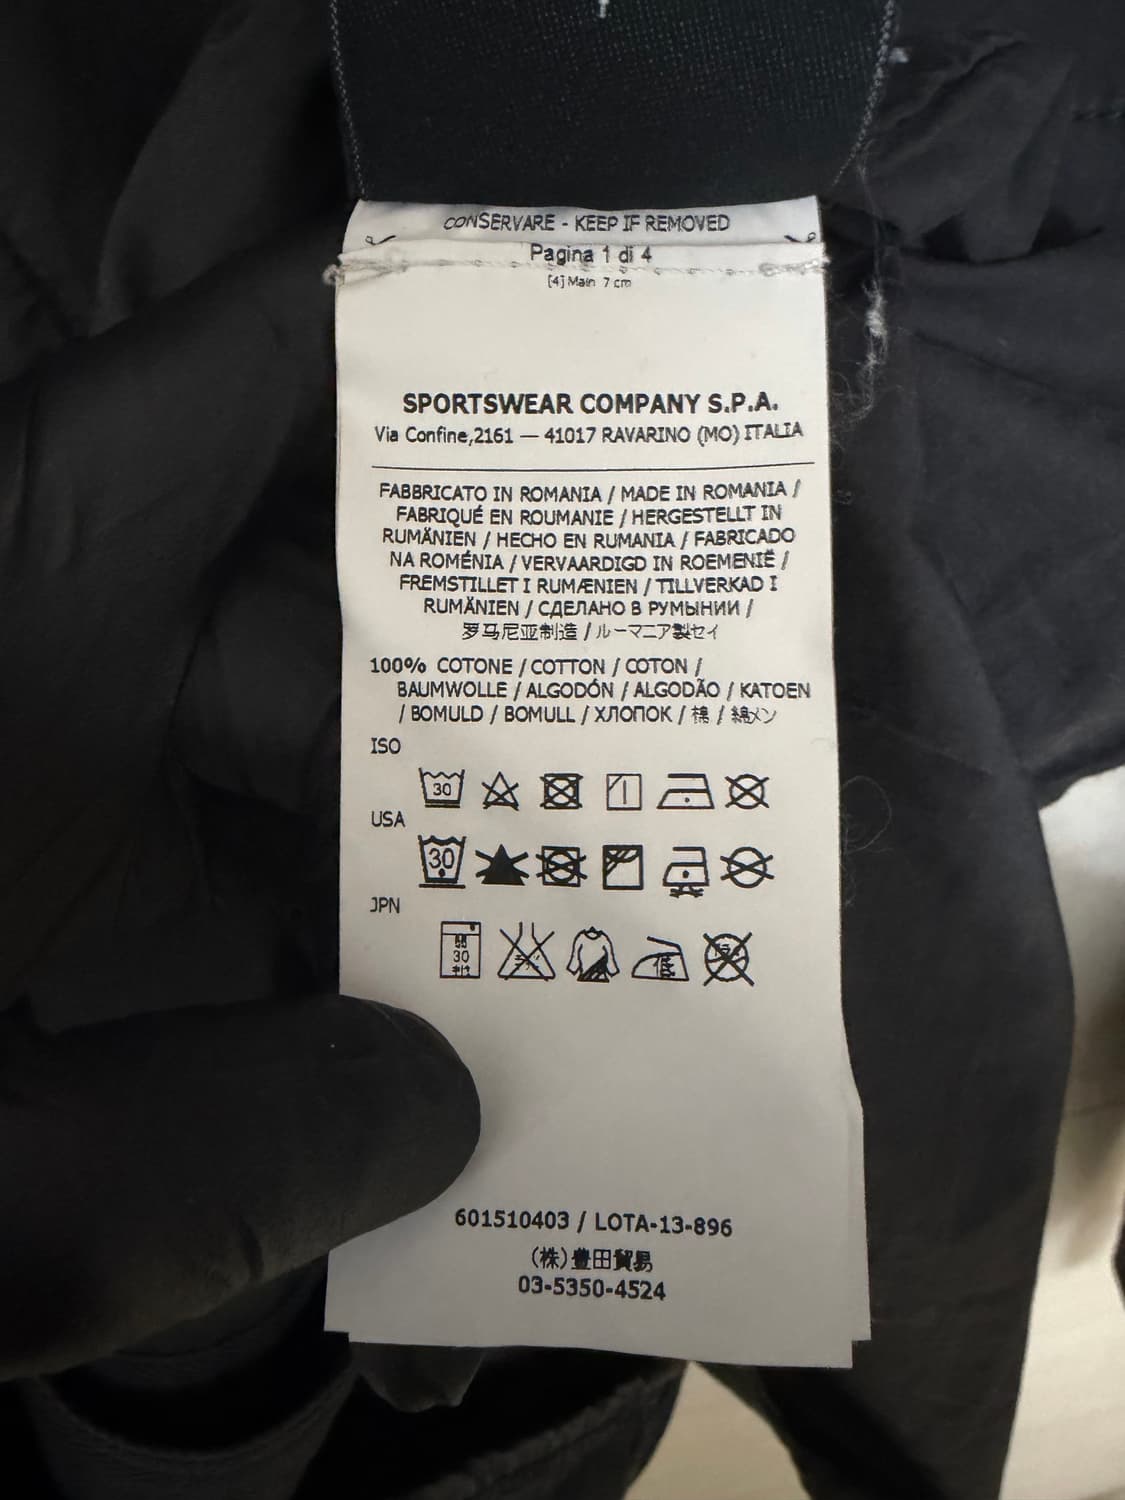 CONSERVARE - KEEP IF REMOVED
Pagina 1 di 4
[4] Main 7 cm
SPORTSWEAR COMPANY S.P.A.
Via Confine,2161 — 41017 RAVARINO (MO) ITALIA
FABBRICATO IN ROMANIA / MADE IN ROMANIA /
FABRIQUÉ EN ROUMANIE / HERGESTELLT IN
RUMÄNIEN / HECHO EN RUMANIA / FABRICADO
NA ROMÉNIA / VERVAARDIGD IN ROEMENIË /
FREMSTILLET I RUMÆNIEN / TILLVERKAD I
RUMÄNIEN / СДЕЛАНО В РУМЫНИИ /
罗马尼亚制造 / ルーマニア製セイ
100% COTONE / COTTON / COTON /
BAUMWOLLE / ALGODÓN / ALGODÃO / KATOEN
/ BOMULD / BOMULL / ХЛОПОК / 棉 / 綿メン
ISO
30
USA
30
JPN
30
601510403 / LOTA-13-896
(株)豊田貿易
03-5350-4524